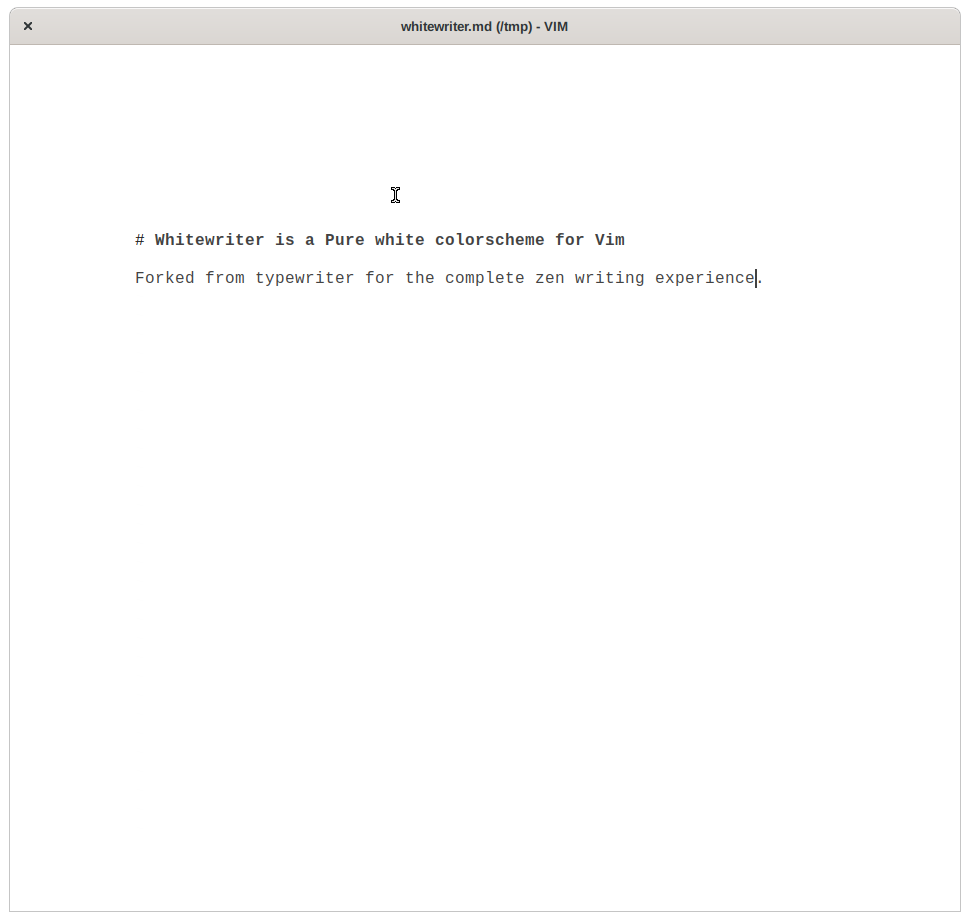 whitewriter.md (/tmp) - VIM
# Whitewriter is a Pure white colorscheme for Vim
Forked from typewriter for the complete zen writing experience.